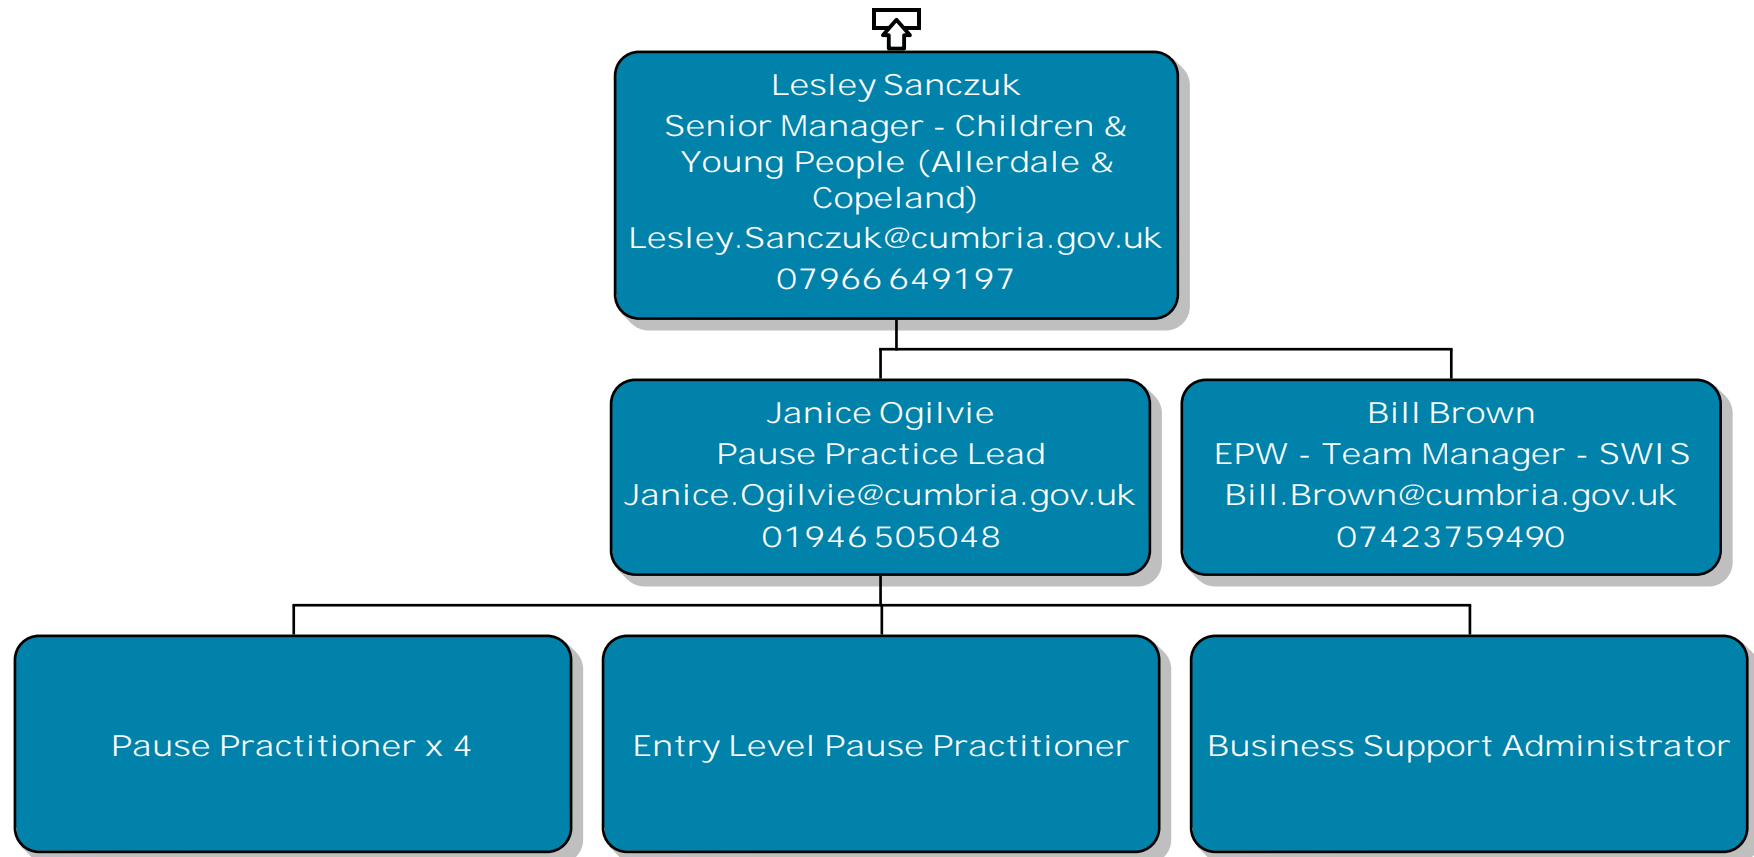 Lesley Sanczuk
Senior Manager - Children &
Young People (Allerdale &
Copeland)
Lesley.Sanczuk@cumbria.gov.uk
07966 649197
Janice Ogilvie
Pause Practice Lead
Janice.Ogilvie@cumbria.gov.uk
01946 505048
Bill Brown
EPW - Team Manager - SWIS
Bill.Brown@cumbria.gov.uk
07423759490
Pause Practitioner x 4
Entry Level Pause Practitioner
Business Support Administrator